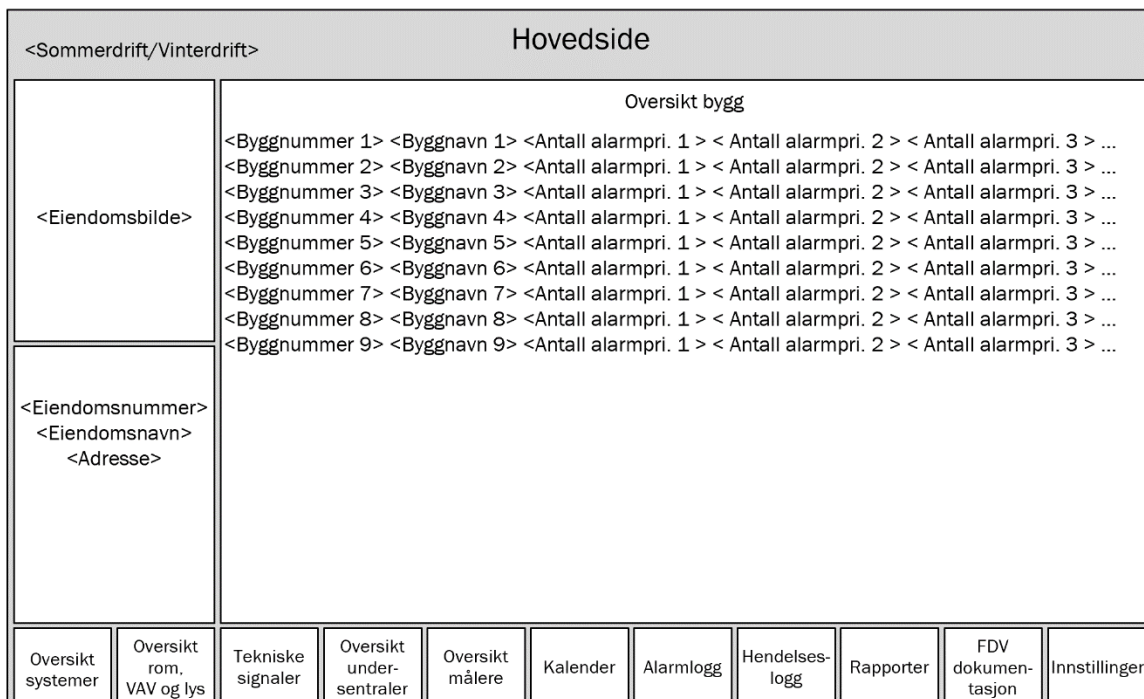 Hovedside
<Sommerdrift/Vinterdrift>
<Eiendomsbilde>
<Eiendomsnummer>
<Eiendomsnavn>
<Adresse>
Oversikt bygg
<Byggnummer 1> <Byggnavn 1> <Antall alarmpri. 1 > < Antall alarmpri. 2 > < Antall alarmpri. 3 > ...
<Byggnummer 2> <Byggnavn 2> <Antall alarmpri. 1 > < Antall alarmpri. 2 > < Antall alarmpri. 3 > ...
<Byggnummer 3> <Byggnavn 3> <Antall alarmpri. 1 > < Antall alarmpri. 2 > < Antall alarmpri. 3 > ...
<Byggnummer 4> <Byggnavn 4> <Antall alarmpri. 1 > < Antall alarmpri. 2 > < Antall alarmpri. 3 > ...
<Byggnummer 5> <Byggnavn 5> <Antall alarmpri. 1 > < Antall alarmpri. 2 > < Antall alarmpri. 3 > ...
<Byggnummer 6> <Byggnavn 6> <Antall alarmpri. 1 > < Antall alarmpri. 2 > < Antall alarmpri. 3 > ...
<Byggnummer 7> <Byggnavn 7> <Antall alarmpri. 1 > < Antall alarmpri. 2 > < Antall alarmpri. 3 > ...
<Byggnummer 8> <Byggnavn 8> <Antall alarmpri. 1 > < Antall alarmpri. 2 > < Antall alarmpri. 3 > ...
<Byggnummer 9> <Byggnavn 9> <Antall alarmpri. 1 > < Antall alarmpri. 2 > < Antall alarmpri. 3 > ...
Oversikt
systemer
Oversikt
rom,
VAV og lys
Tekniske
signaler
Oversikt
under-
sentraler
Oversikt
målere
Kalender
Alarmlogg
Hendelses-
logg
Rapporter
FDV
dokumen-
tasjon
Innstillinger